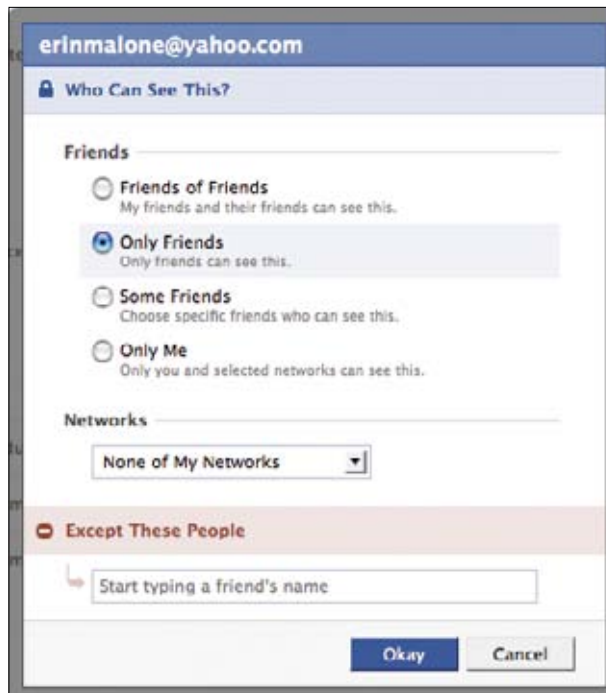 erinmalone@yahoo.com
Who Can See This?
Friends
Friends of Friends
My friends and their friends can see this.
Only Friends
Only friends can see this.
Some Friends
Choose specific friends who can see this.
Only Me
Only you and selected networks can see this.
Networks
None of My Networks
Except These People
Start typing a friend's name
Okay Cancel